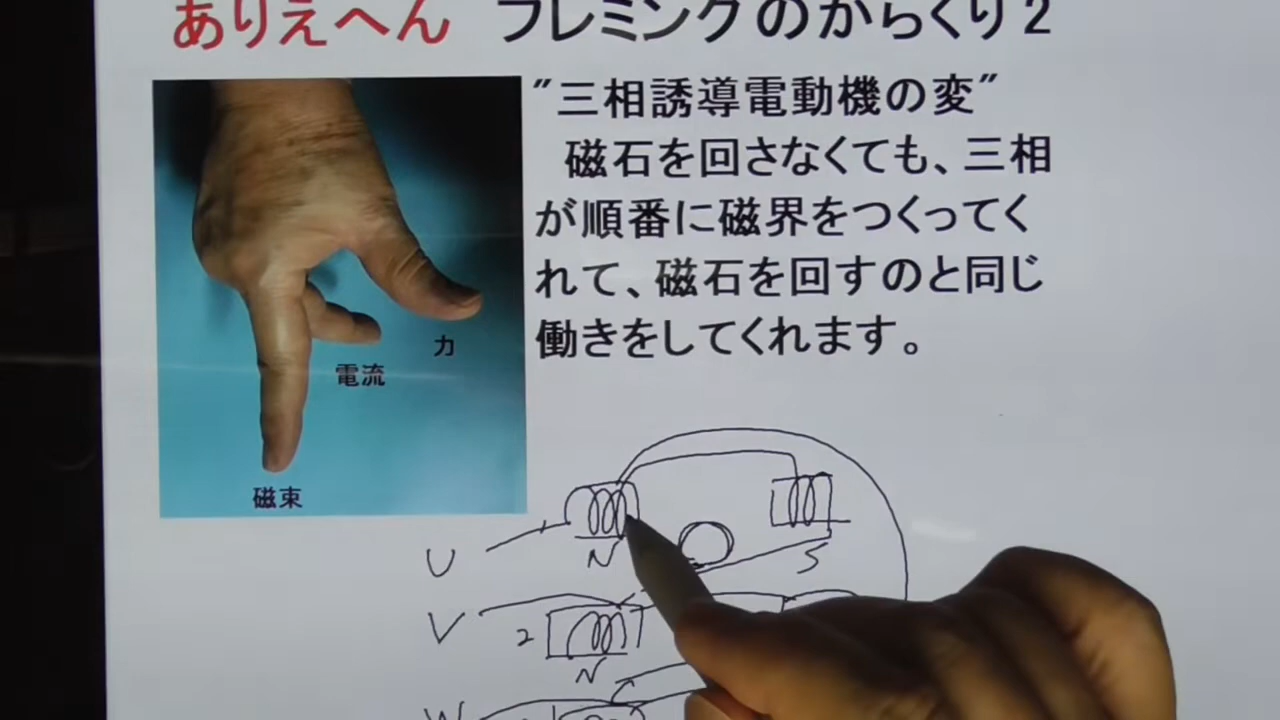 ありえへん フレミングのからくり2
"三相誘導電動機の変"
磁石を回さなくても、三相
が順番に磁界をつくってく
れて、磁石を回すのと同じ
働きをしてくれます。
力
電流
磁束
U
N
S
V
2
N
W